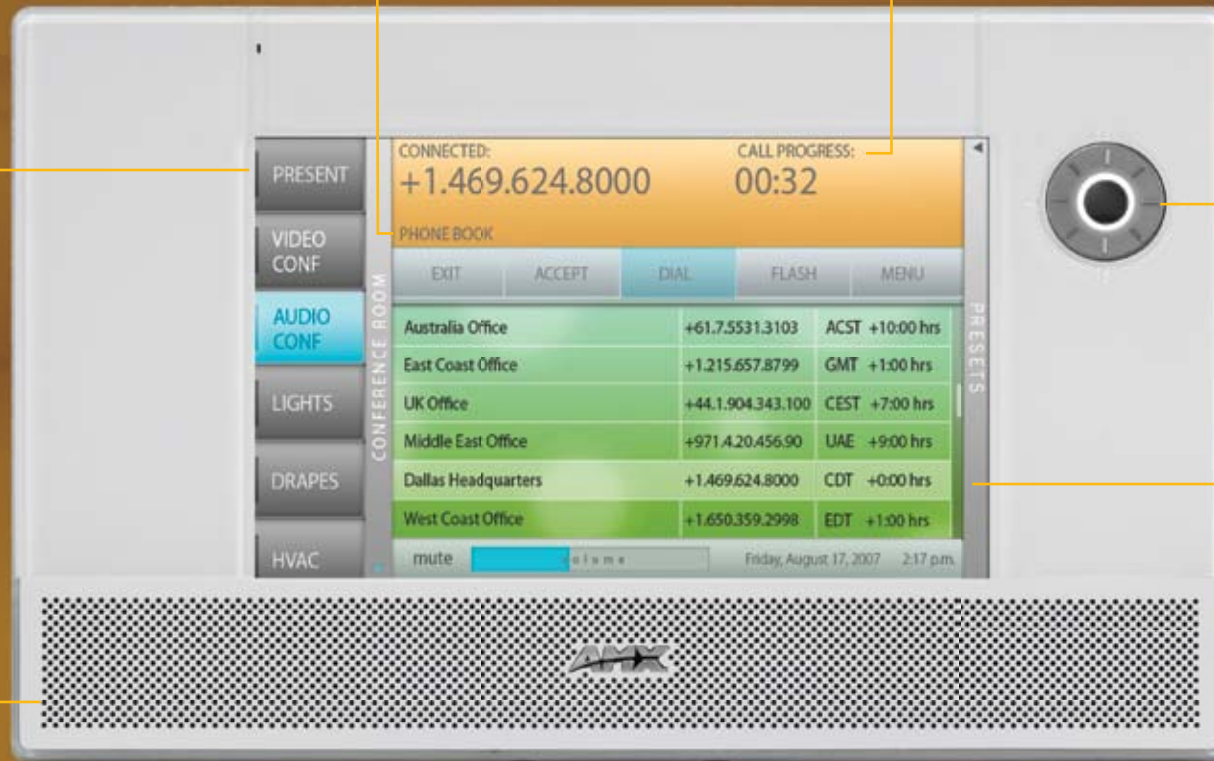 CONNECTED:
+1.469.624.8000
CALL PROGRESS:
00:32
PHONE BOOK
PRESENT
VIDEO
CONF
AUDIO
CONF
LIGHTS
DRAPES
HVAC
CONFERENCE ROOM
EXIT ACCEPT DIAL FLASH MENU
Australia Office +61.7.5531.3103 ACST +10:00 hrs
East Coast Office +1.215.657.8799 GMT +1:00 hrs
UK Office +44.1.904.343.100 CEST +7:00 hrs
Middle East Office +971.4.20.456.90 UAE +9:00 hrs
Dallas Headquarters +1.469.624.8000 CDT +0:00 hrs
West Coast Office +1.650.359.2998 EDT +1:00 hrs
mute volume Friday, August 17, 2007 2:17 p.m.
PRESETS
AMX